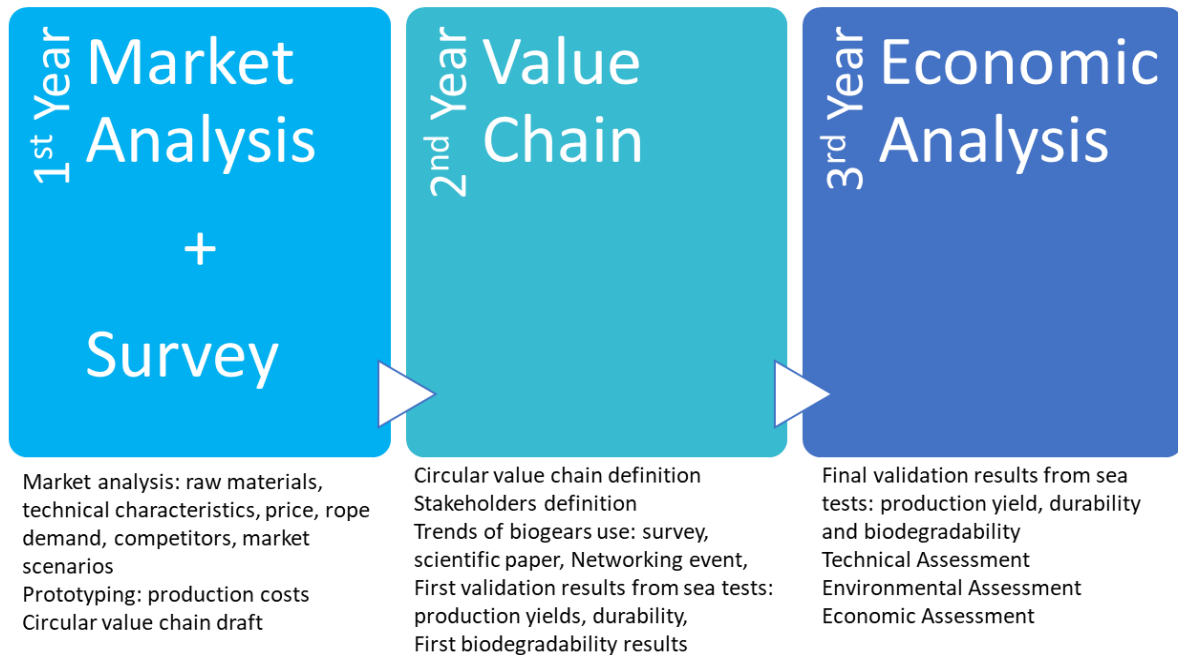 1st Year
Market
Analysis
+
Survey
2nd Year
Value
Chain
3rd Year
Economic
Analysis
Market analysis: raw materials,
technical characteristics, price, rope
demand, competitors, market
scenarios
Prototyping: production costs
Circular value chain draft
Circular value chain definition
Stakeholders definition
Trends of biogears use: survey,
scientific paper, Networking event,
First validation results from sea tests:
production yields, durability,
First biodegradability results
Final validation results from sea
tests: production yield, durability
and biodegradability
Technical Assessment
Environmental Assessment
Economic Assessment